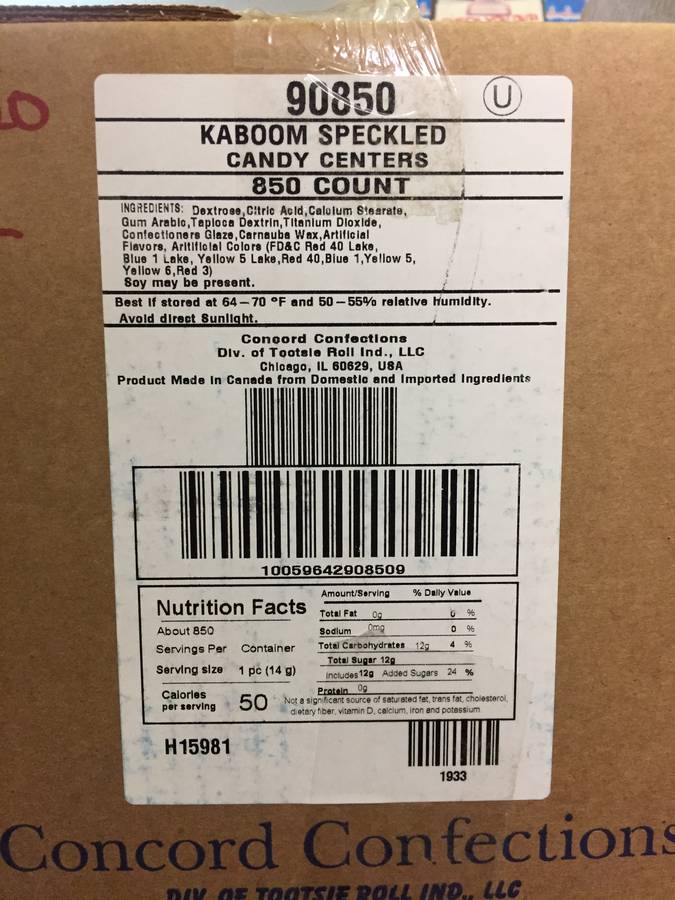 90850
U
KABOOM SPECKLED
CANDY CENTERS
850 COUNT
INGREDIENTS: Dextrose,Citric Acid,Calcium Stearate,
Gum Arabic,Tapioca Dextrin,Titanium Dioxide,
Confectioners Glaze,Carnauba Wax,Artificial
Flavors, Aritificial Colors (FD&C Red 40 Lake,
Blue 1 Lake, Yellow 5 Lake,Red 40,Blue 1,Yellow 5,
Yellow 6,Red 3)
Soy may be present.
Best if stored at 64-70 °F and 50-55% relative humidity.
Avoid direct Sunlight.
Concord Confections
Div. of Tootsie Roll Ind., LLC
Chicago, IL 60629, USA
Product Made in Canada from Domestic and Imported Ingredients
10059642908509
Nutrition Facts
About 850
Servings Per Container
Serving size 1 pc (14 g)
Calories
per serving 50
Amount/Serving % Daily Value
Total Fat 0g 0 %
Sodium 0mg 0 %
Total Carbohydrates 12g 4 %
Total Sugar 12g
includes 12g Added Sugars 24 %
Protein 0g
Not a significant source of saturated fat, trans fat, cholesterol,
dietary fiber, vitamin D, calcium, iron and potassium
H15981
1933
Concord Confections
DIV. OF TOOTSIE ROLL IND., LLC